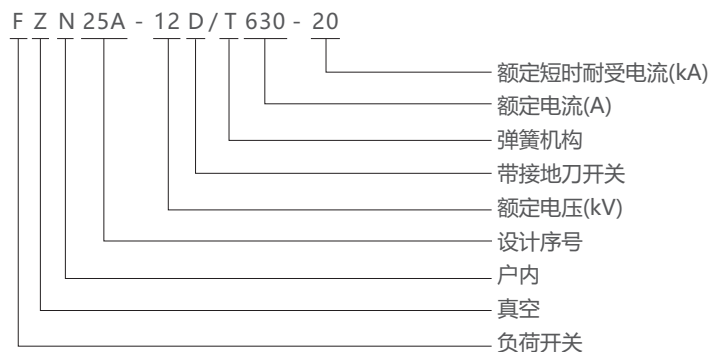 F Z N 25A - 12 D / T 630 - 20
额定短时耐受电流(kA)
额定电流(A)
弹簧机构
带接地刀开关
额定电压(kV)
设计序号
户内
真空
负荷开关